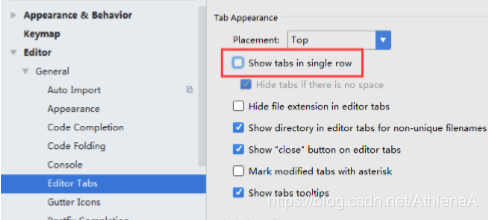 Appearance & Behavior
Keymap
Editor
General
Auto Import
Appearance
Code Completion
Code Folding
Console
Editor Tabs
Gutter Icons
Postfix Completion
Tab Appearance
Placement: Top
Show tabs in single row
Hide tabs if there is no space
Hide file extension in editor tabs
Show directory in editor tabs for non-unique filenames
Show "close" button on editor tabs
Mark modified tabs with asterisk
Show tabs tooltips
https://blog.csdn.net/AthlenaA